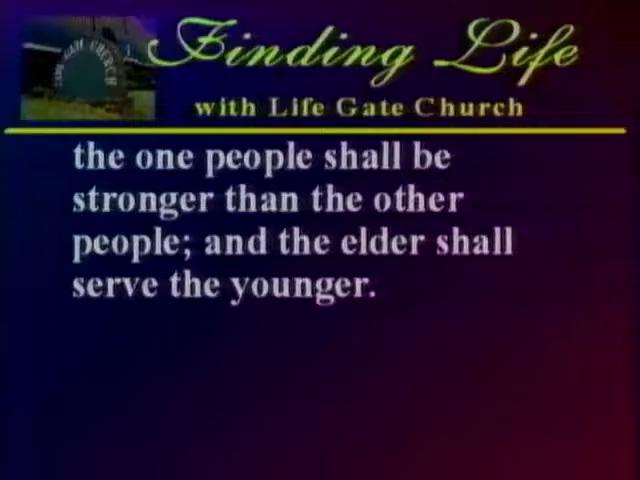 Finding Life
with Life Gate Church
the one people shall be
stronger than the other
people; and the elder shall
serve the younger.